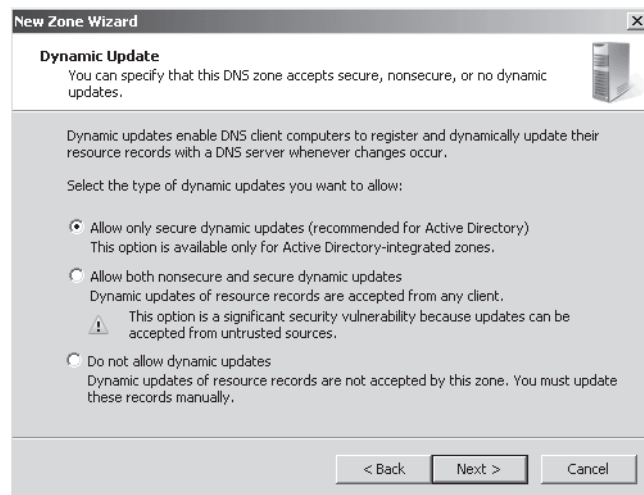 New Zone Wizard
Dynamic Update
You can specify that this DNS zone accepts secure, nonsecure, or no dynamic
updates.
Dynamic updates enable DNS client computers to register and dynamically update their
resource records with a DNS server whenever changes occur.
Select the type of dynamic updates you want to allow:
Allow only secure dynamic updates (recommended for Active Directory)
This option is available only for Active Directory-integrated zones.
Allow both nonsecure and secure dynamic updates
Dynamic updates of resource records are accepted from any client.
This option is a significant security vulnerability because updates can be
accepted from untrusted sources.
Do not allow dynamic updates
Dynamic updates of resource records are not accepted by this zone. You must update
these records manually.
< Back Next > Cancel